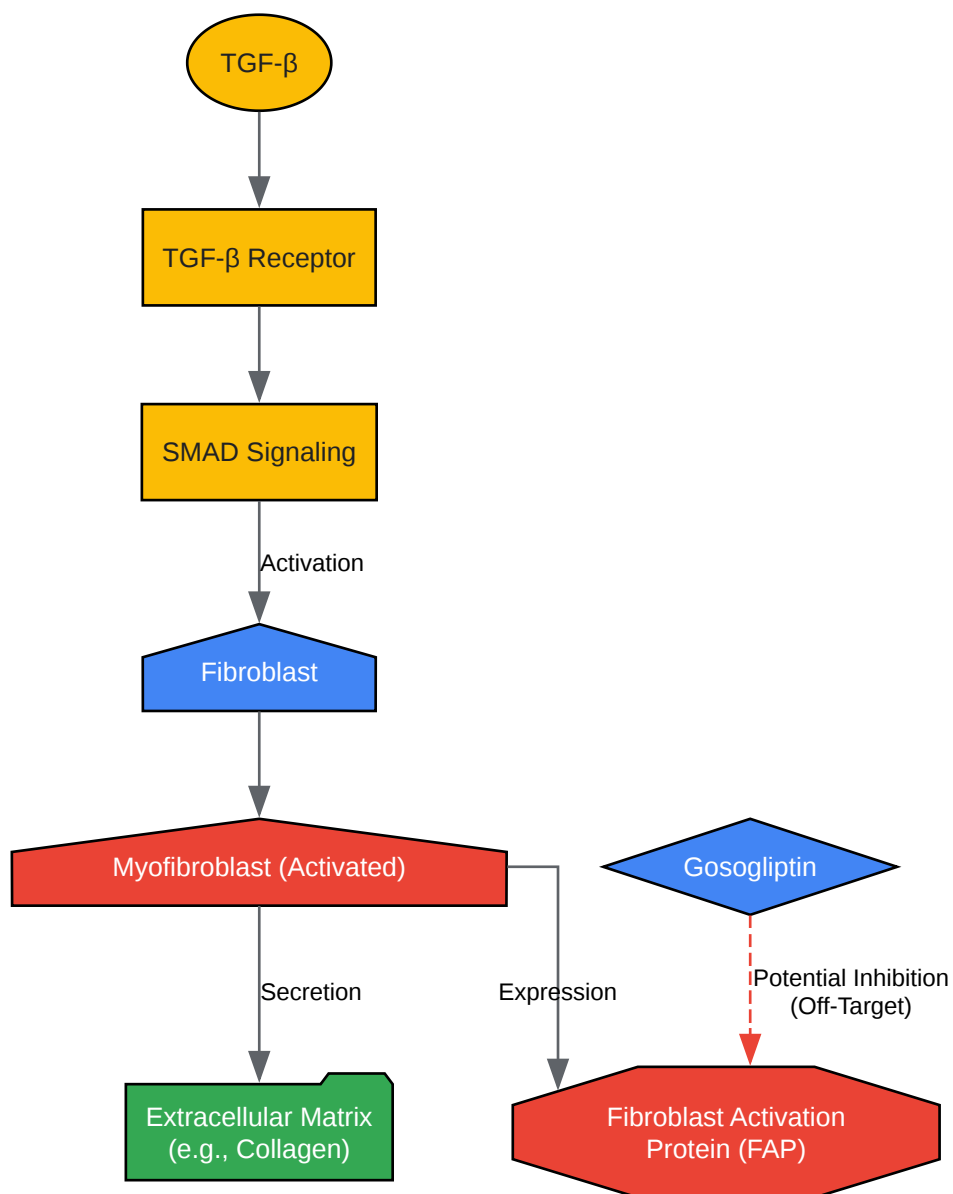 TGF-β
TGF-β Receptor
SMAD Signaling
Activation
Fibroblast
Myofibroblast (Activated)
Gosogliptin
Secretion
Expression
Potential Inhibition
(Off-Target)
Extracellular Matrix
(e.g., Collagen)
Fibroblast Activation
Protein (FAP)